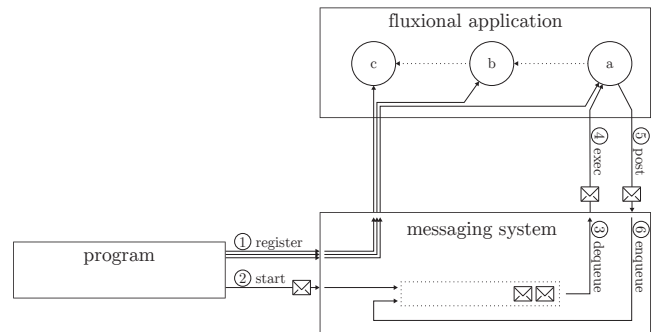 fluxional application
c
b
a
④ exec
⑤ post
① register
messaging system
③ dequeue
⑥ enqueue
program
② start